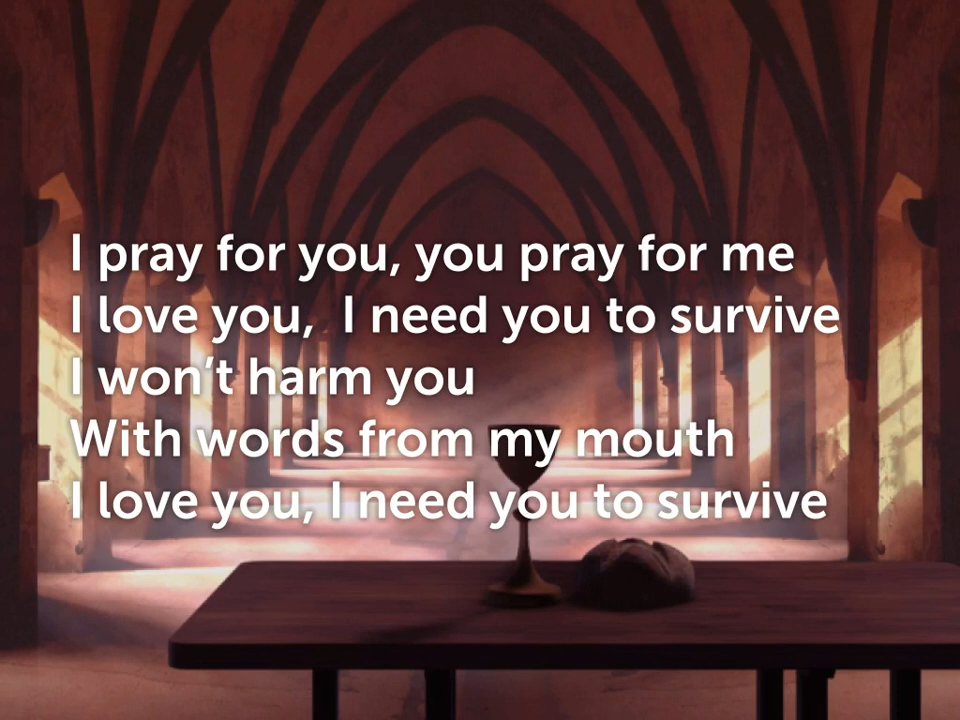 I pray for you, you pray for me
I love you,  I need you to survive
I won’t harm you
With words from my mouth
I love you, I need you to survive